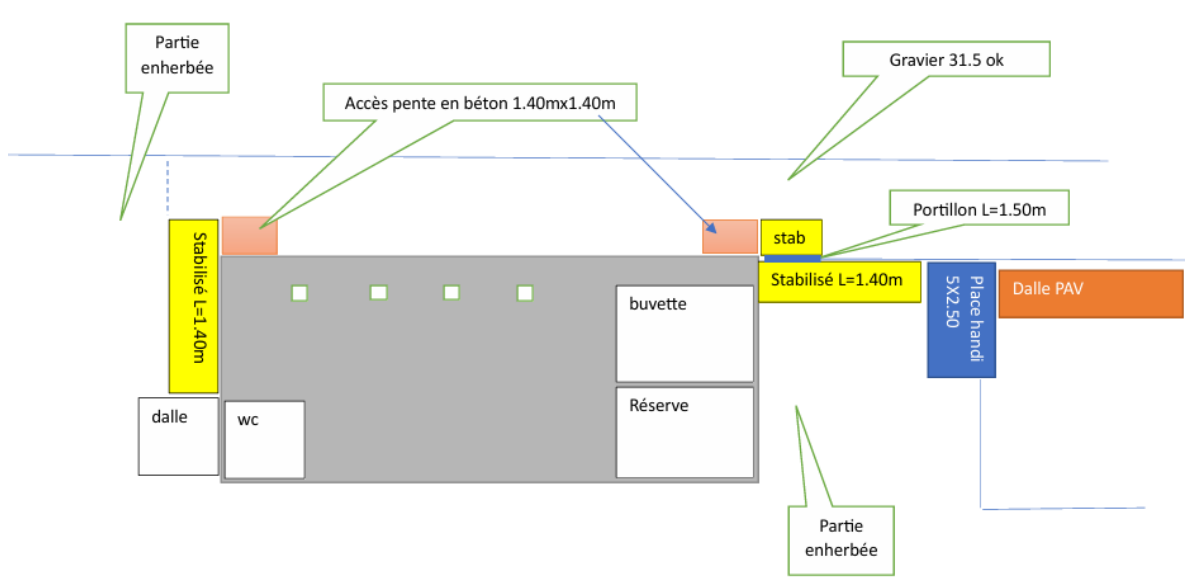 Partie
enherbée
Gravier 31.5 ok
Accès pente en béton 1.40mx1.40m
Portillon L=1.50m
stab
Stabilisé L=1.40m
Stabilisé L=1.40m
Place handi
5X2.50
Dalle PAV
buvette
Réserve
dalle
wc
Partie
enherbée